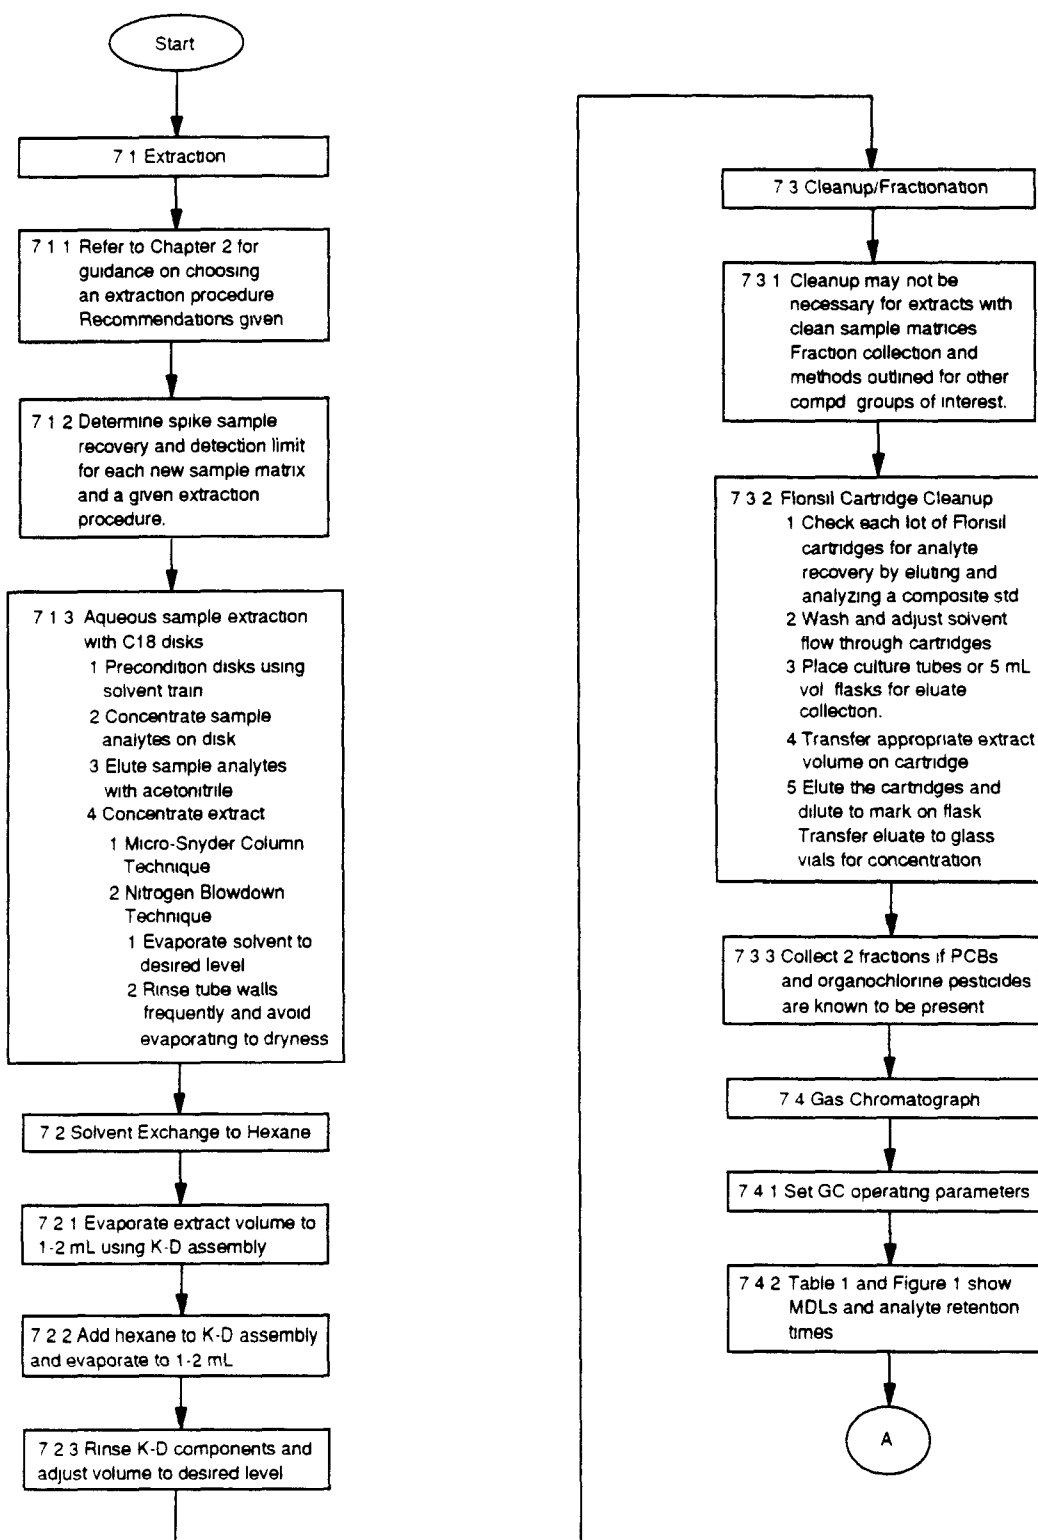 Start
7 1 Extraction
7 1 1 Refer to Chapter 2 for
guidance on choosing
an extraction procedure
Recommendations given
7 1 2 Determine spike sample
recovery and detection limit
for each new sample matrix
and a given extraction
procedure.
7 1 3 Aqueous sample extraction
with C18 disks
1 Precondition disks using
solvent train
2 Concentrate sample
analytes on disk
3 Elute sample analytes
with acetonitrile
4 Concentrate extract
1 Micro-Snyder Column
Technique
2 Nitrogen Blowdown
Technique
1 Evaporate solvent to
desired level
2 Rinse tube walls
frequently and avoid
evaporating to dryness
7 2 Solvent Exchange to Hexane
7 2 1 Evaporate extract volume to
1-2 mL using K-D assembly
7 2 2 Add hexane to K-D assembly
and evaporate to 1-2 mL
7 2 3 Rinse K-D components and
adjust volume to desired level
7 3 Cleanup/Fractionation
7 3 1 Cleanup may not be
necessary for extracts with
clean sample matrices
Fraction collection and
methods outlined for other
compd groups of interest.
7 3 2 Florisil Cartridge Cleanup
1 Check each lot of Florisil
cartridges for analyte
recovery by eluting and
analyzing a composite std
2 Wash and adjust solvent
flow through cartridges
3 Place culture tubes or 5 mL
vol flasks for eluate
collection.
4 Transfer appropriate extract
volume on cartridge
5 Elute the cartridges and
dilute to mark on flask
Transfer eluate to glass
vials for concentration
7 3 3 Collect 2 fractions if PCBs
and organochlorine pesticides
are known to be present
7 4 Gas Chromatograph
7 4 1 Set GC operating parameters
7 4 2 Table 1 and Figure 1 show
MDLs and analyte retention
times
A